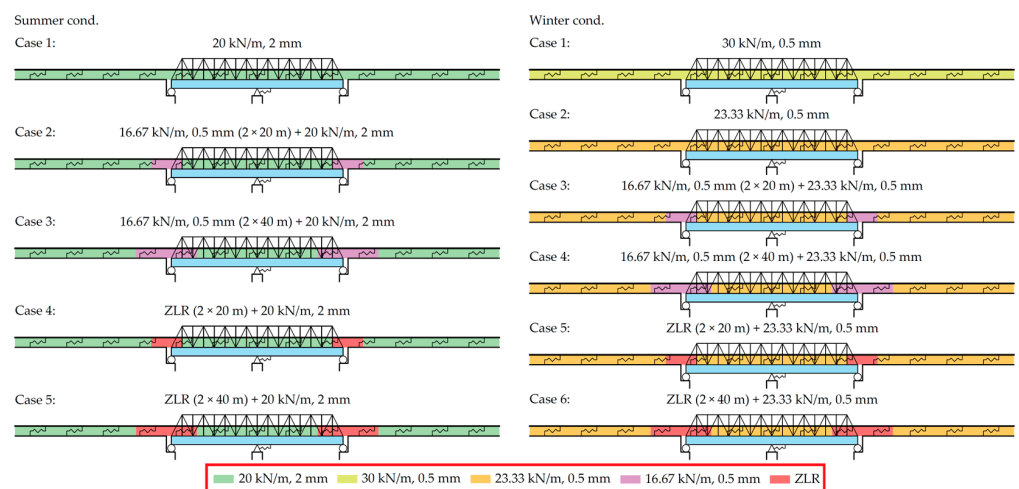 Summer cond.
Case 1:
20 kN/m, 2 mm
Case 2:
16.67 kN/m, 0.5 mm (2 × 20 m) + 20 kN/m, 2 mm
Case 3:
16.67 kN/m, 0.5 mm (2 × 40 m) + 20 kN/m, 2 mm
Case 4:
ZLR (2 × 20 m) + 20 kN/m, 2 mm
Case 5:
ZLR (2 × 40 m) + 20 kN/m, 2 mm
Winter cond.
Case 1:
30 kN/m, 0.5 mm
Case 2:
23.33 kN/m, 0.5 mm
Case 3:
16.67 kN/m, 0.5 mm (2 × 20 m) + 23.33 kN/m, 0.5 mm
Case 4:
16.67 kN/m, 0.5 mm (2 × 40 m) + 23.33 kN/m, 0.5 mm
Case 5:
ZLR (2 × 20 m) + 23.33 kN/m, 0.5 mm
Case 6:
ZLR (2 × 40 m) + 23.33 kN/m, 0.5 mm
20 kN/m, 2 mm 30 kN/m, 0.5 mm 23.33 kN/m, 0.5 mm 16.67 kN/m, 0.5 mm ZLR